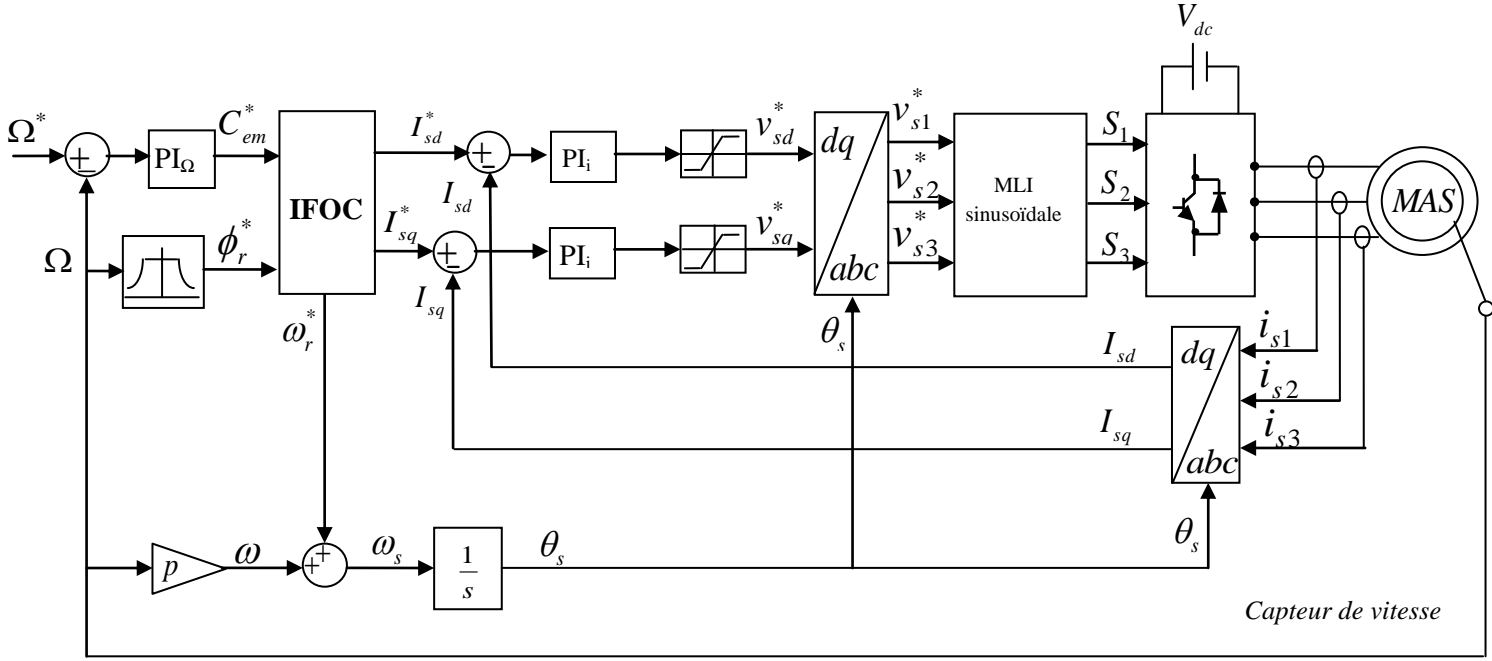 V_dc
Ω*
+
-
PI_Ω
C*_em
IFOC
I*_sd
+
-
PI_i
v*_sd
dq
abc
v*_s1
MLI
sinusoïdale
S_1
MAS
I_sd
v*_s2
S_2
Ω
φ*_r
I*_sq
+
-
PI_i
v*_sq
v*_s3
S_3
I_sq
ω*_r
θ_s
I_sd
dq
abc
i_s1
i_s2
I_sq
i_s3
p
ω
+
+
ω_s
1
s
θ_s
θ_s
Capteur de vitesse